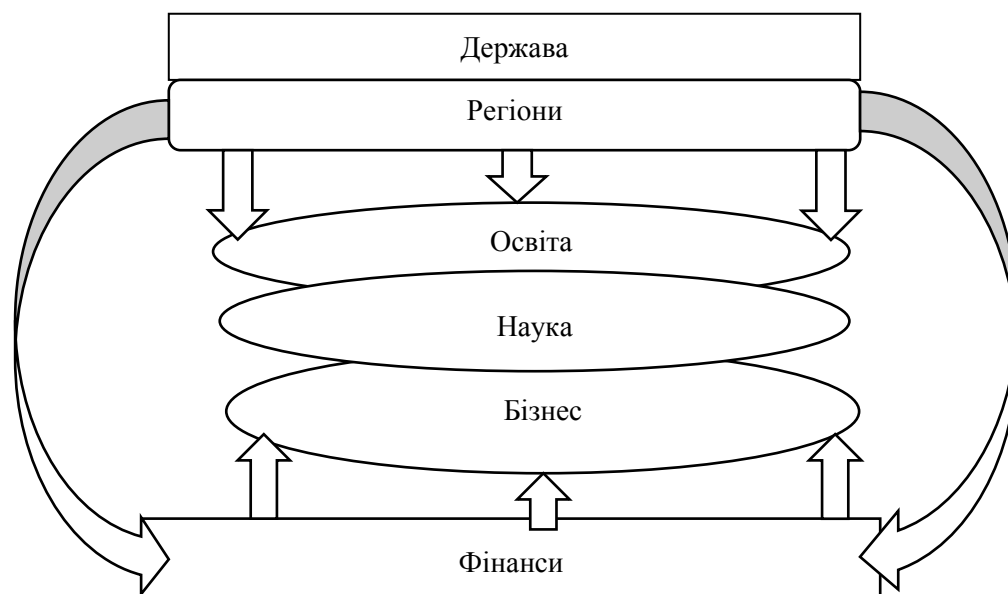 Держава
Регіони
Освіта
Наука
Бізнес
Фінанси